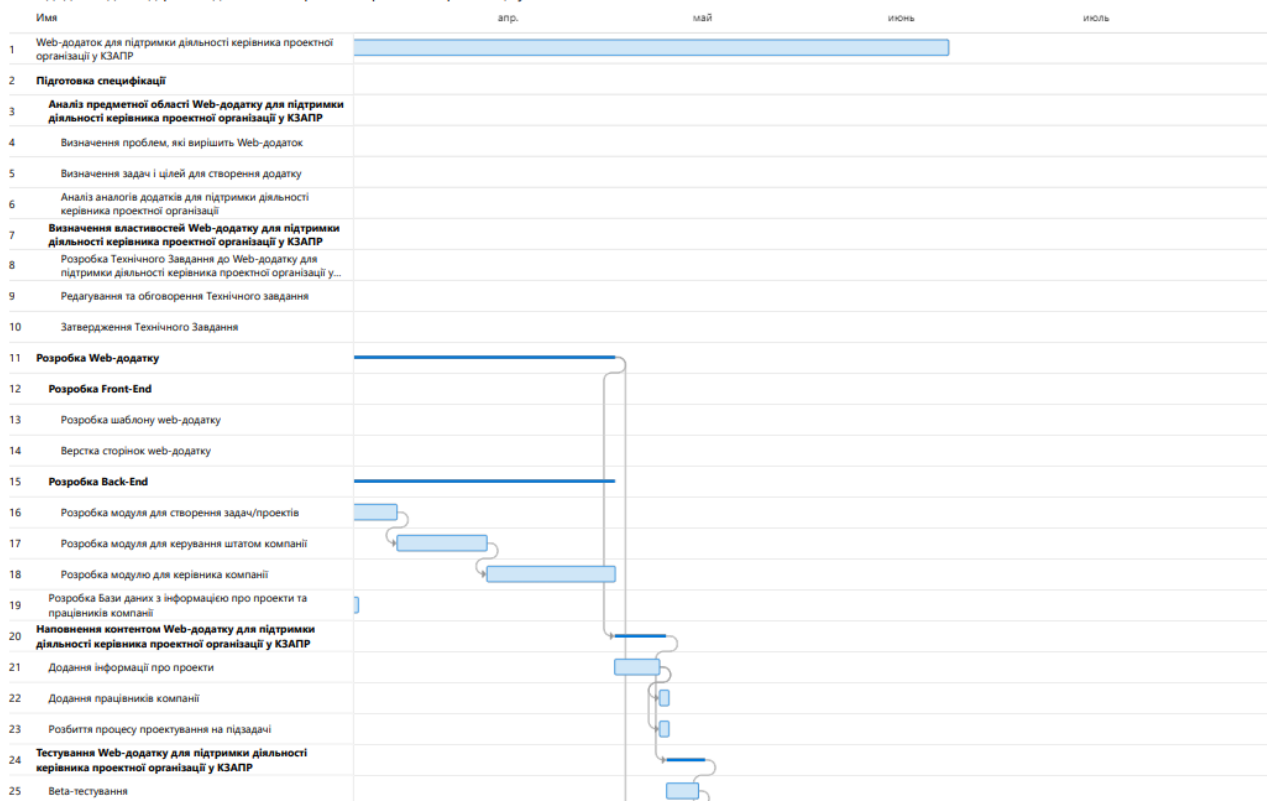 Имя апр. май июнь июль
1 Web-додаток для підтримки діяльності керівника проектної
організації у КЗАПР
2 Підготовка специфікації
3 Аналіз предметної області Web-додатку для підтримки
діяльності керівника проектної організації у КЗАПР
4 Визначення проблем, які вирішить Web-додаток
5 Визначення задач і цілей для створення додатку
6 Аналіз аналогів додатків для підтримки діяльності
керівника проектної організації
7 Визначення властивостей Web-додатку для підтримки
діяльності керівника проектної організації у КЗАПР
8 Розробка Технічного Завдання до Web-додатку для
підтримки діяльності керівника проектної організації у...
9 Редагування та обговорення Технічного завдання
10 Затвердження Технічного Завдання
11 Розробка Web-додатку
12 Розробка Front-End
13 Розробка шаблону web-додатку
14 Верстка сторінок web-додатку
15 Розробка Back-End
16 Розробка модуля для створення задач/проектів
17 Розробка модуля для керування штатом компанії
18 Розробка модулю для керівника компанії
19 Розробка Бази даних з інформацією про проекти та
працівників компанії
20 Наповнення контентом Web-додатку для підтримки
діяльності керівника проектної організації у КЗАПР
21 Додання інформації про проекти
22 Додання працівників компанії
23 Розбиття процесу проектування на підзадачі
24 Тестування Web-додатку для підтримки діяльності
керівника проектної організації у КЗАПР
25 Beta-тестування